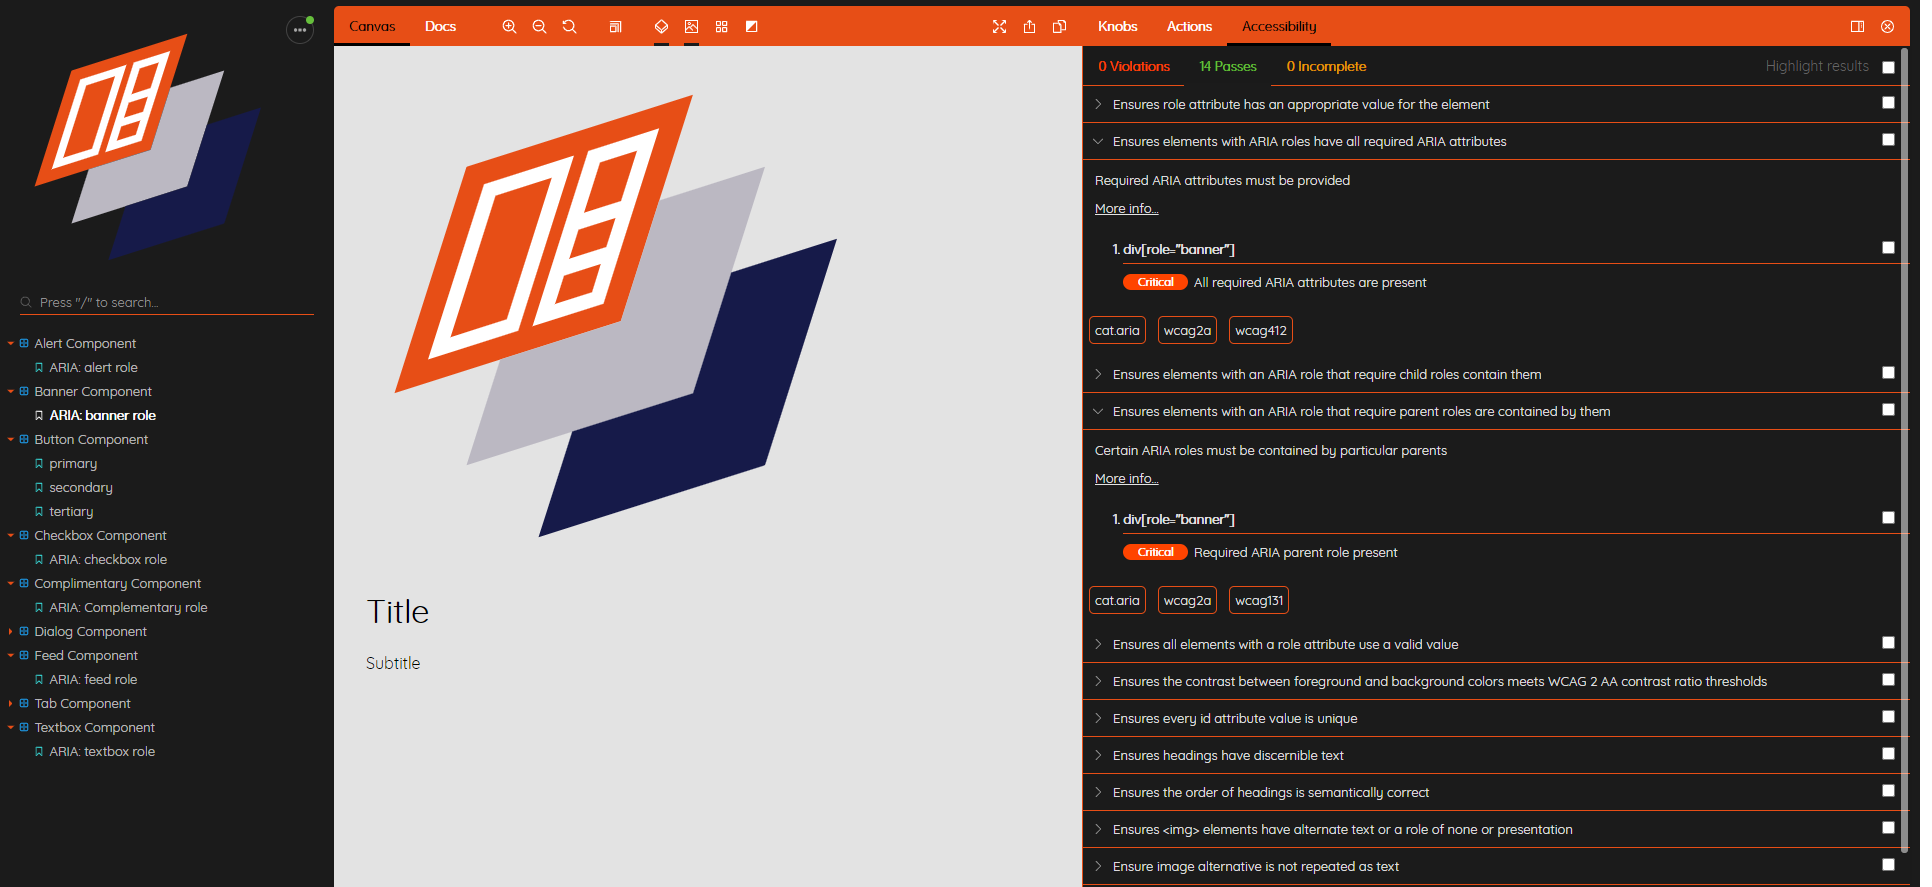 Press "/" to search...
Alert Component
ARIA: alert role
Banner Component
ARIA: banner role
Button Component
primary
secondary
tertiary
Checkbox Component
ARIA: checkbox role
Complimentary Component
ARIA: Complementary role
Dialog Component
Feed Component
ARIA: feed role
Tab Component
Textbox Component
ARIA: textbox role
Canvas Docs
Title
Subtitle
Knobs Actions Accessibility
0 Violations 14 Passes 0 Incomplete Highlight results
Ensures role attribute has an appropriate value for the element
Ensures elements with ARIA roles have all required ARIA attributes
Required ARIA attributes must be provided
More info...
1. div[role="banner"]
Critical All required ARIA attributes are present
cat.aria wcag2a wcag412
Ensures elements with an ARIA role that require child roles contain them
Ensures elements with an ARIA role that require parent roles are contained by them
Certain ARIA roles must be contained by particular parents
More info...
1. div[role="banner"]
Critical Required ARIA parent role present
cat.aria wcag2a wcag131
Ensures all elements with a role attribute use a valid value
Ensures the contrast between foreground and background colors meets WCAG 2 AA contrast ratio thresholds
Ensures every id attribute value is unique
Ensures headings have discernible text
Ensures the order of headings is semantically correct
Ensures <img> elements have alternate text or a role of none or presentation
Ensure image alternative is not repeated as text